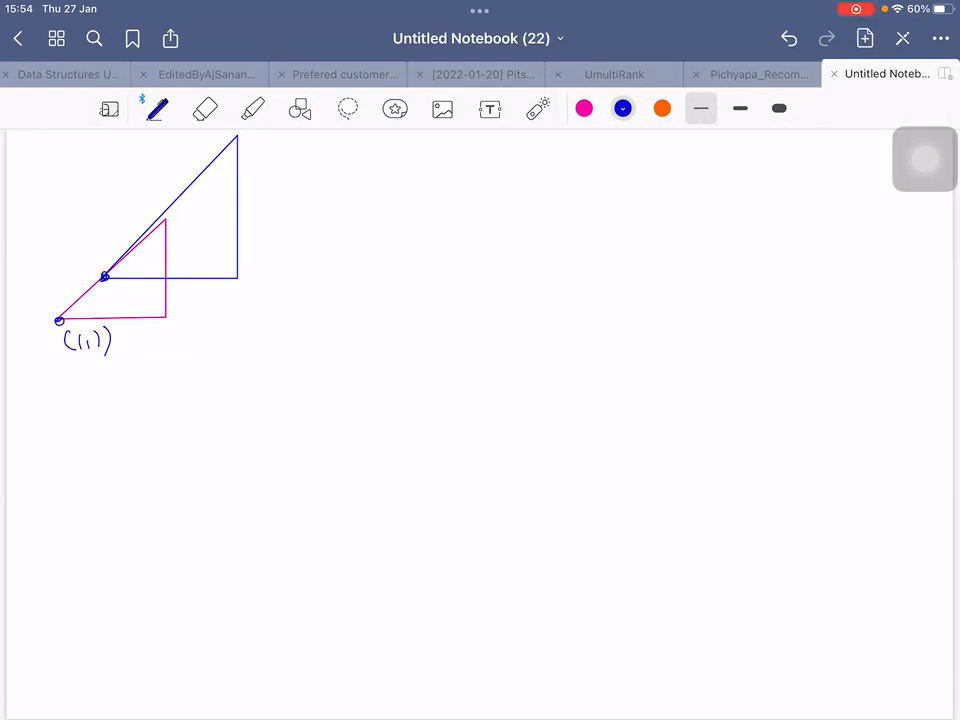 15:54 Thu 27 Jan
60%
Untitled Notebook (22)
Data Structures U...
EditedByAjSanan...
Prefered customer...
[2022-01-20] Pits...
UmultiRank
Pichyapa_Recom...
Untitled Noteb...
T
(1,1)